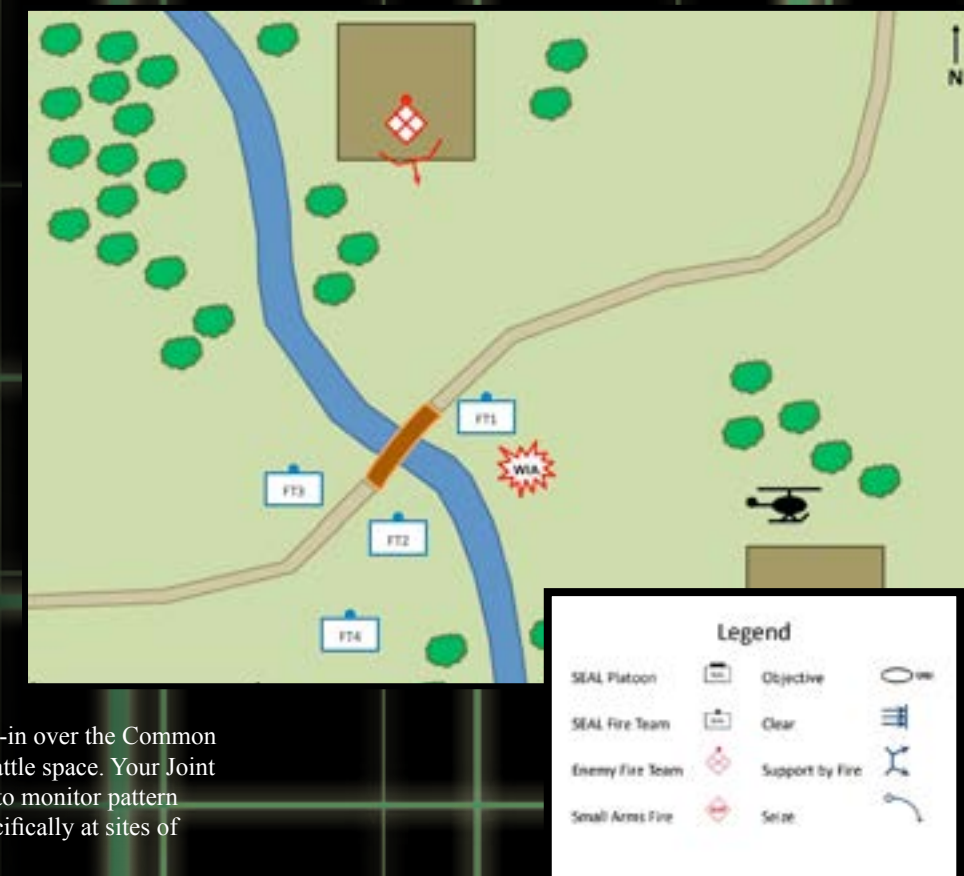 N
FT1
WIA
FT3
FT2
FT4
Legend
SEAL Platoon
Objective
SEAL Fire Team
Clear
Enemy Fire Team
Support by Fire
Small Arms Fire
Seize
-in over the Common
attle space. Your Joint
to monitor pattern
cifically at sites of